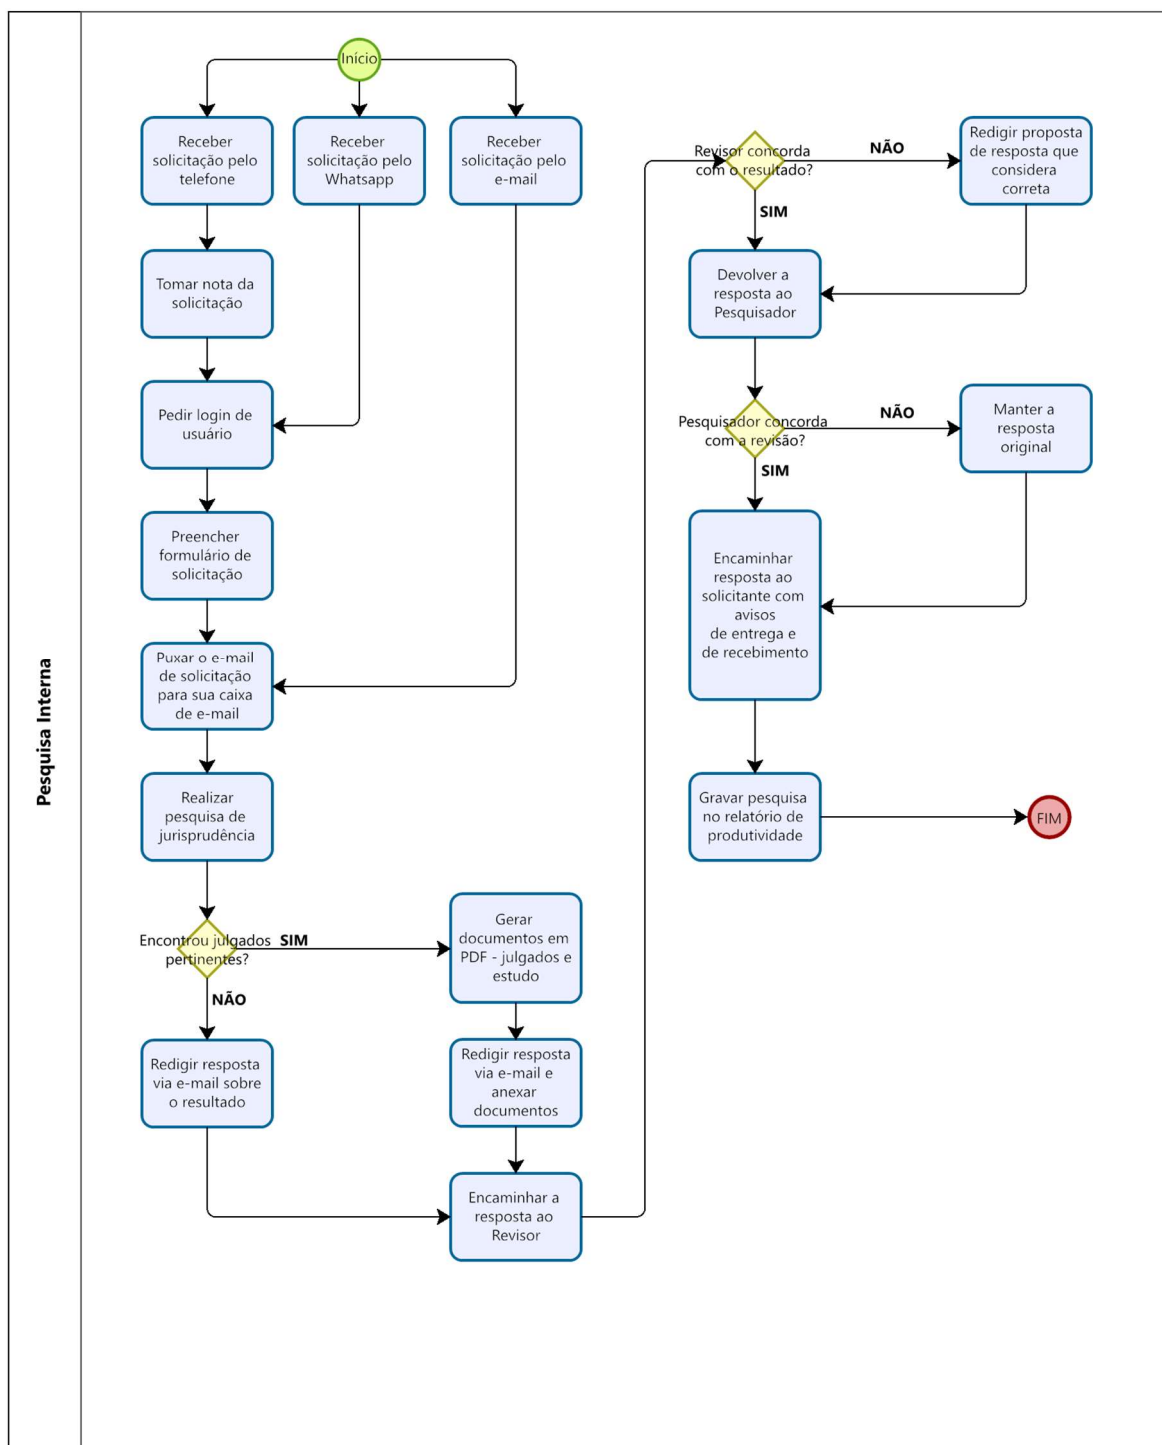 Pesquisa Interna
Início
Receber
solicitação pelo
telefone
Receber
solicitação pelo
Whatsapp
Receber
solicitação pelo
e-mail
Tomar nota da
solicitação
Pedir login de
usuário
Preencher
formulário de
solicitação
Puxar o e-mail
de solicitação
para sua caixa
de e-mail
Realizar
pesquisa de
jurisprudência
Encontrou julgados
pertinentes?
SIM
NÃO
Gerar
documentos em
PDF - julgados e
estudo
Redigir resposta
via e-mail sobre
o resultado
Redigir resposta
via e-mail e
anexar
documentos
Encaminhar a
resposta ao
Revisor
Revisor concorda
com o resultado?
NÃO
SIM
Redigir proposta
de resposta que
considera
correta
Devolver a
resposta ao
Pesquisador
Pesquisador concorda
com a revisão?
NÃO
SIM
Manter a
resposta
original
Encaminhar
resposta ao
solicitante com
avisos
de entrega e
de recebimento
Gravar pesquisa
no relatório de
produtividade
FIM